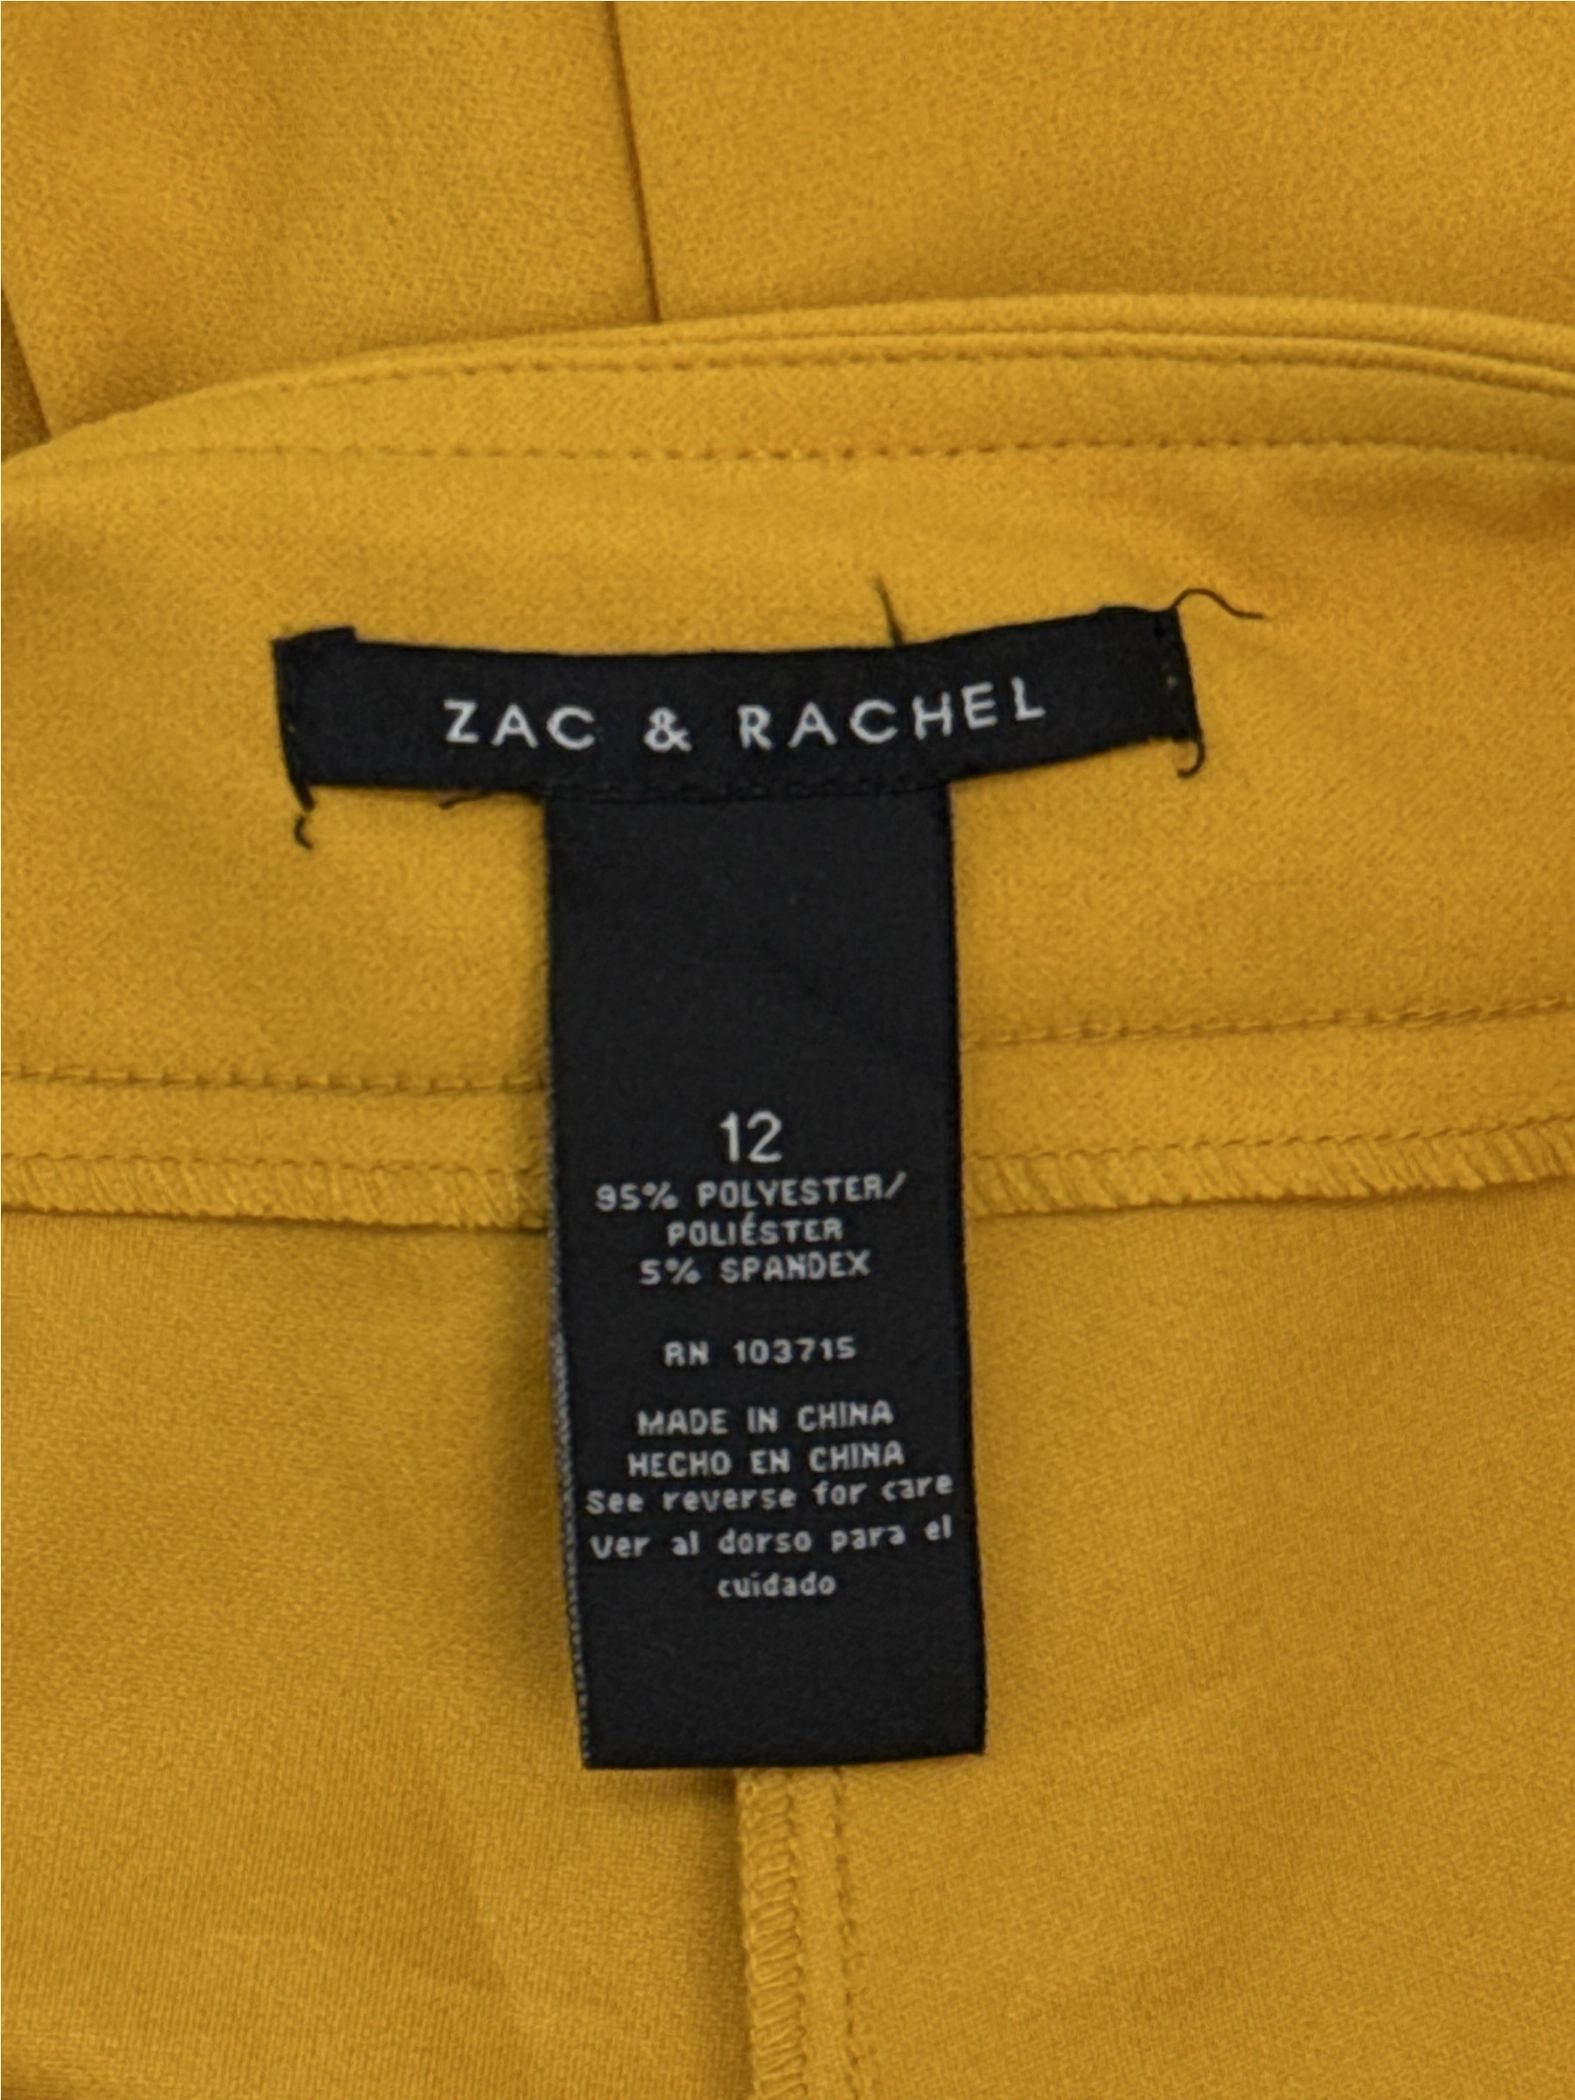 ZAC & RACHEL
12
95% POLYESTER/
POLIÉSTER
5% SPANDEX
RN 103715
MADE IN CHINA
HECHO EN CHINA
See reverse for care
Ver al dorso para el
cuidado